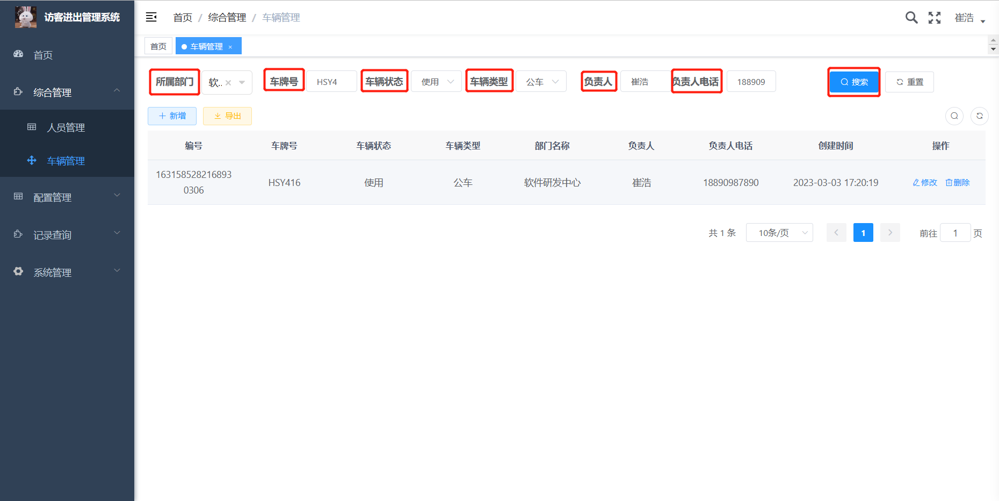 访客进出管理系统
首页
综合管理
人员管理
车辆管理
配置管理
记录查询
系统管理
首页 / 综合管理 / 车辆管理
崔浩
首页
车辆管理 ×
所属部门 软.. 车牌号 HSY4 车辆状态 使用 车辆类型 公车 负责人 崔浩 负责人电话 188909 搜索 重置
新增 导出
编号 车牌号 车辆状态 车辆类型 部门名称 负责人 负责人电话 创建时间 操作
163158528216893
0306
HSY416 使用 公车 软件研发中心 崔浩 18890987890 2023-03-03 17:20:19 修改 删除
共 1 条 10条/页 1 前往 1 页